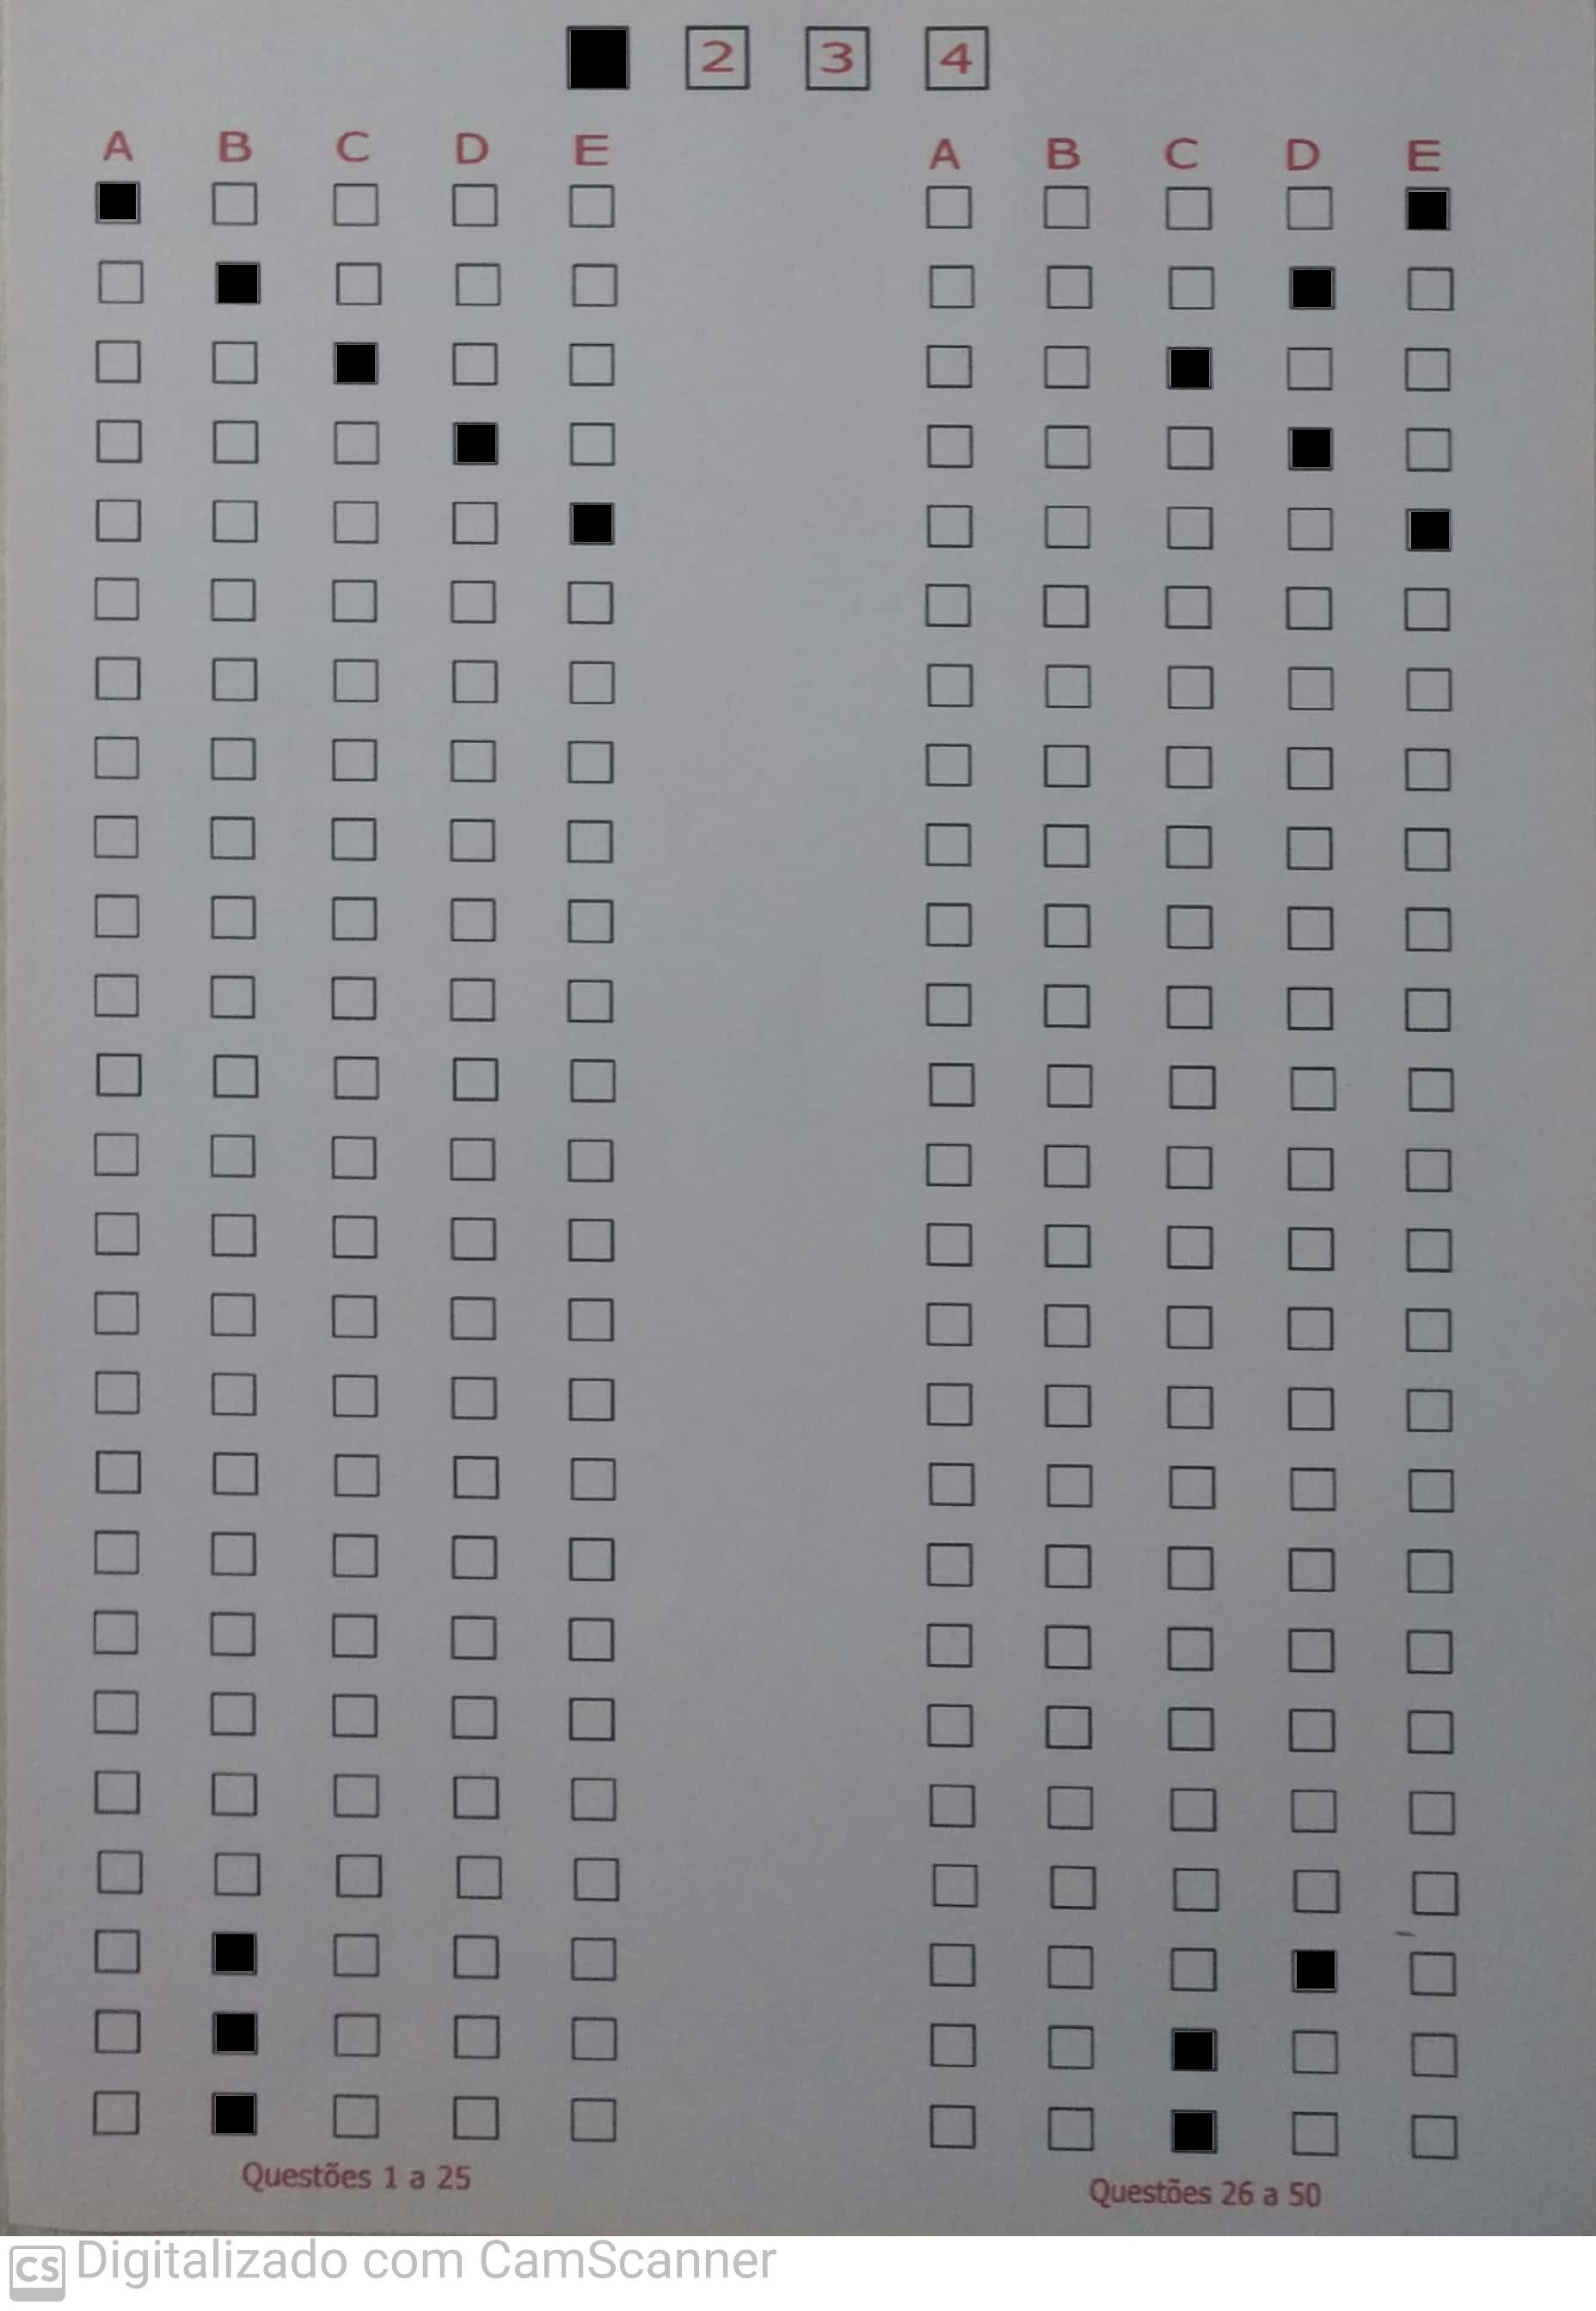 2 3 4
A B C D E A B C D E
Questões 1 a 25
Questões 26 a 50
CS Digitalizado com CamScanner